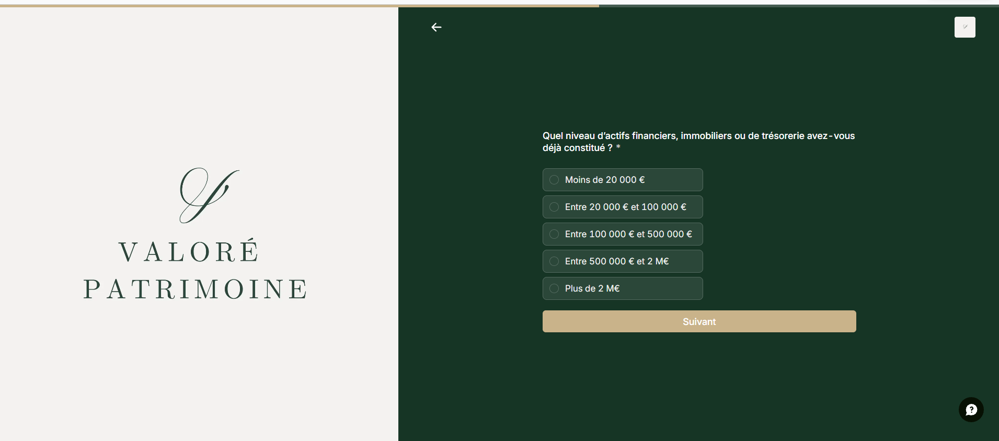 VALORÉ
PATRIMOINE
Quel niveau d’actifs financiers, immobiliers ou de trésorerie avez-vous
déjà constitué ? *
Moins de 20 000 €
Entre 20 000 € et 100 000 €
Entre 100 000 € et 500 000 €
Entre 500 000 € et 2 M€
Plus de 2 M€
Suivant